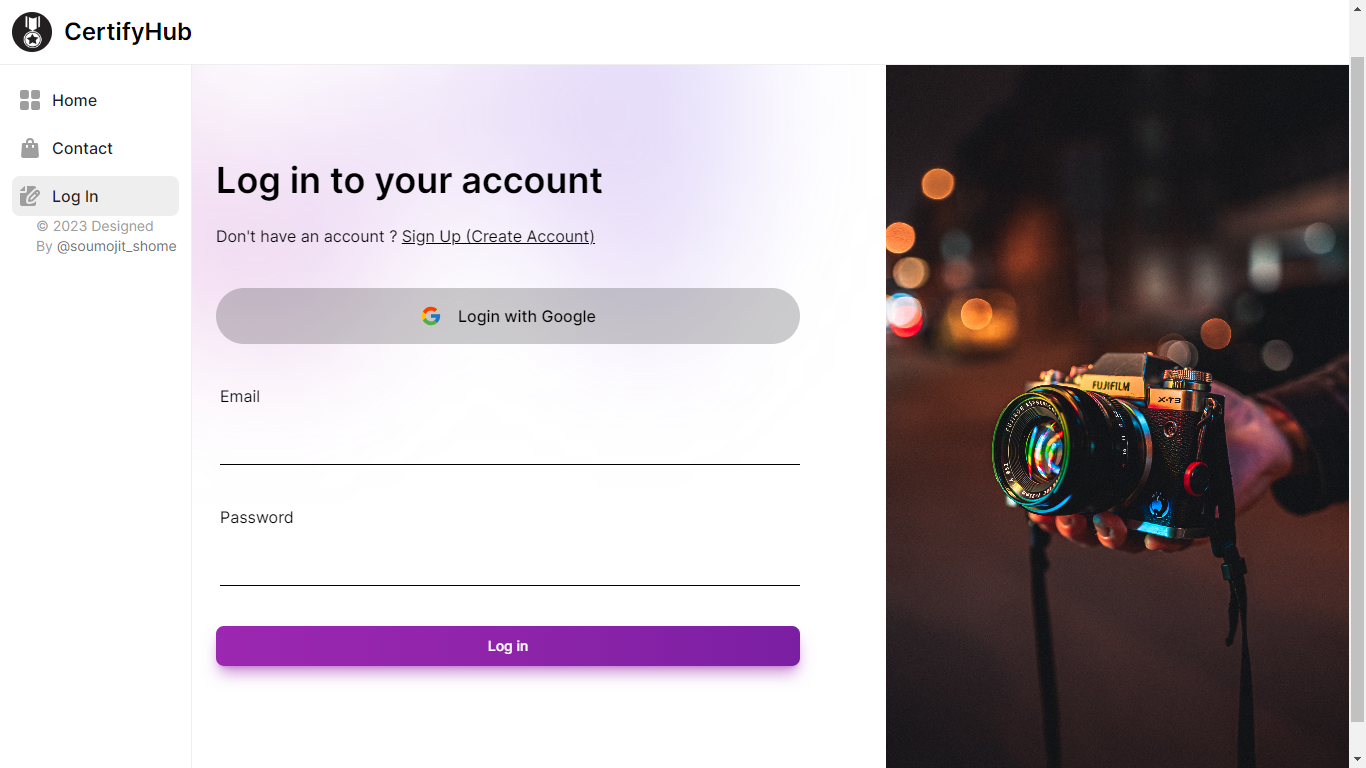 CertifyHub
Home
Contact
Log In
© 2023 Designed
By @soumojit_shome
Log in to your account
Don't have an account ? Sign Up (Create Account)
Login with Google
Email
Password
Log in
FUJIFILM
X-T3